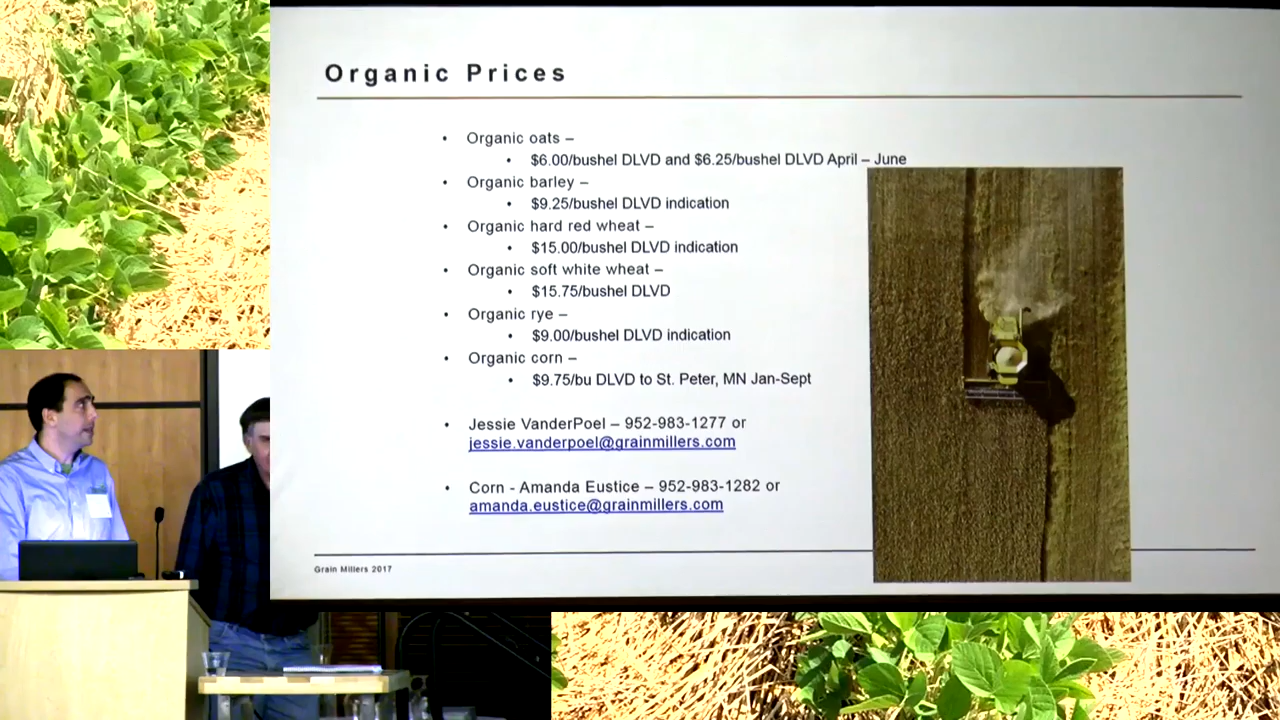 Organic Prices
• Organic oats –
• $6.00/bushel DLVD and $6.25/bushel DLVD April – June
• Organic barley –
• $9.25/bushel DLVD indication
• Organic hard red wheat –
• $15.00/bushel DLVD indication
• Organic soft white wheat –
• $15.75/bushel DLVD
• Organic rye –
• $9.00/bushel DLVD indication
• Organic corn –
• $9.75/bu DLVD to St. Peter, MN Jan-Sept
• Jessie VanderPoel – 952-983-1277 or
jessie.vanderpoel@grainmillers.com
• Corn - Amanda Eustice – 952-983-1282 or
amanda.eustice@grainmillers.com
Grain Millers 2017